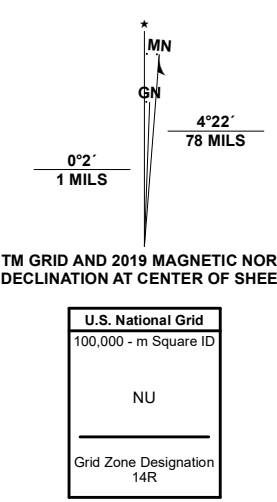 ★
MN
GN
4°22´
78 MILS
0°2´
1 MILS
TM GRID AND 2019 MAGNETIC NOR
DECLINATION AT CENTER OF SHEE
U.S. National Grid
100,000 - m Square ID
NU
Grid Zone Designation
14R